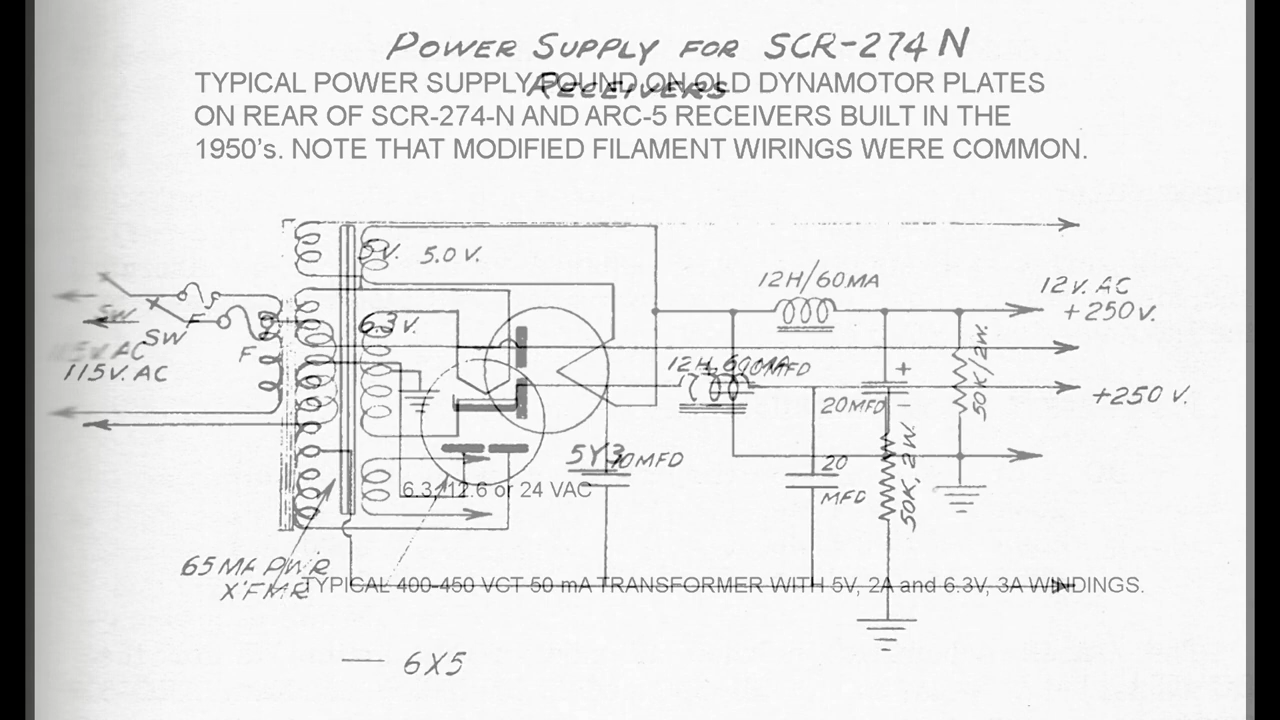 POWER SUPPLY FOR SCR-274N
RECEIVERS
TYPICAL POWER SUPPLY FOUND ON OLD DYNAMOTOR PLATES
ON REAR OF SCR-274-N AND ARC-5 RECEIVERS BUILT IN THE
1950's. NOTE THAT MODIFIED FILAMENT WIRINGS WERE COMMON.
5V. 5.0 V.
12H/60MA
12V. AC
+250V.
SW F
SW
F
115V AC
115V. AC
6.3V.
12H, 60MA
+
20MFD
50K/2W.
+250 V.
5Y3
10MFD
20
MFD
50K, 2W.
6.3, 12.6 or 24 VAC
65MA PWR
X'FMR
TYPICAL 400-450 VCT 50 mA TRANSFORMER WITH 5V, 2A and 6.3V, 3A WINDINGS.
6X5